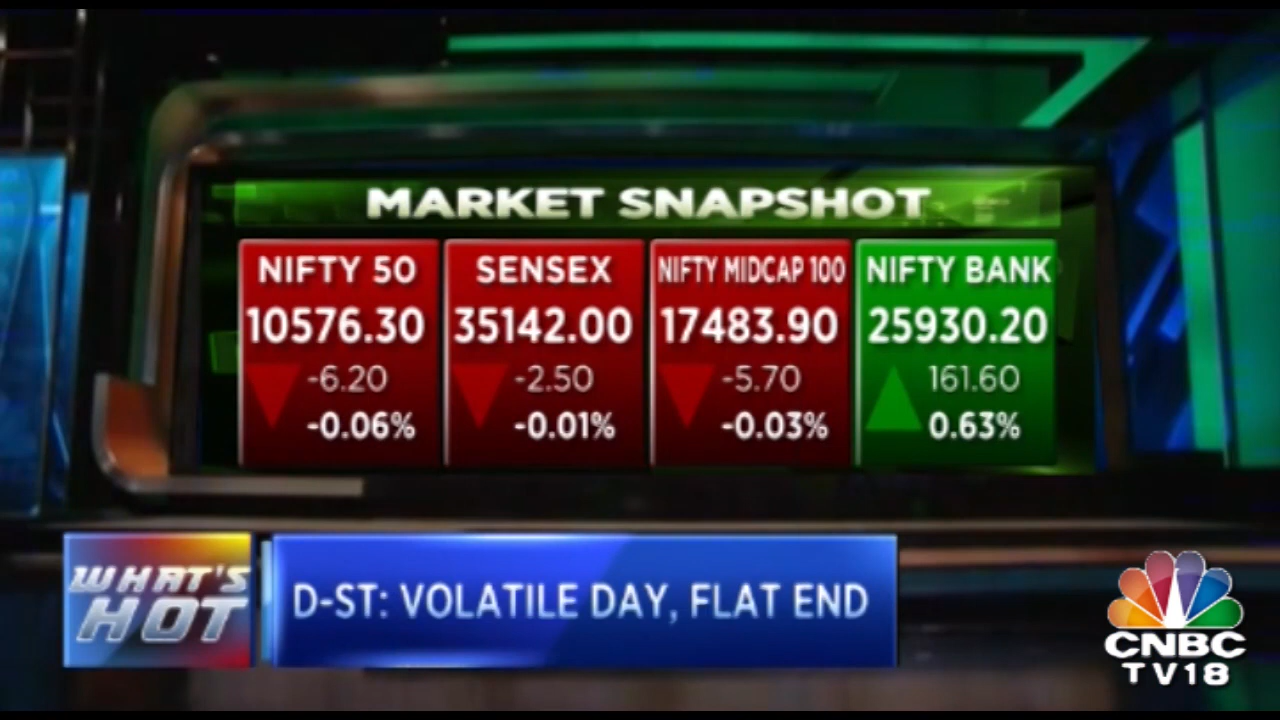 MARKET SNAPSHOT
NIFTY 50
10576.30
-6.20
-0.06%
SENSEX
35142.00
-2.50
-0.01%
NIFTY MIDCAP 100
17483.90
-5.70
-0.03%
NIFTY BANK
25930.20
161.60
0.63%
WHAT'S
HOT
D-ST: VOLATILE DAY, FLAT END
CNBC
TV18